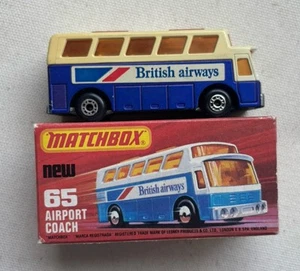 British airways
MATCHBOX
new
65
AIRPORT
COACH
British airways